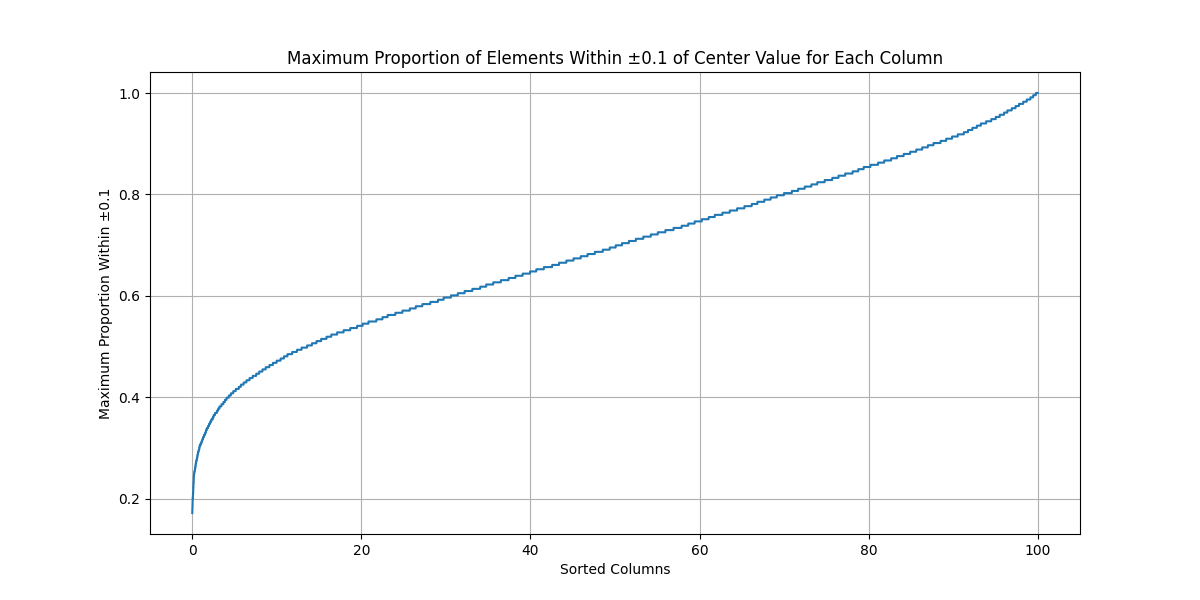 Maximum Proportion of Elements Within ±0.1 of Center Value for Each Column
Maximum Proportion Within ±0.1
1.0
0.8
0.6
0.4
0.2
0 20 40 60 80 100
Sorted Columns